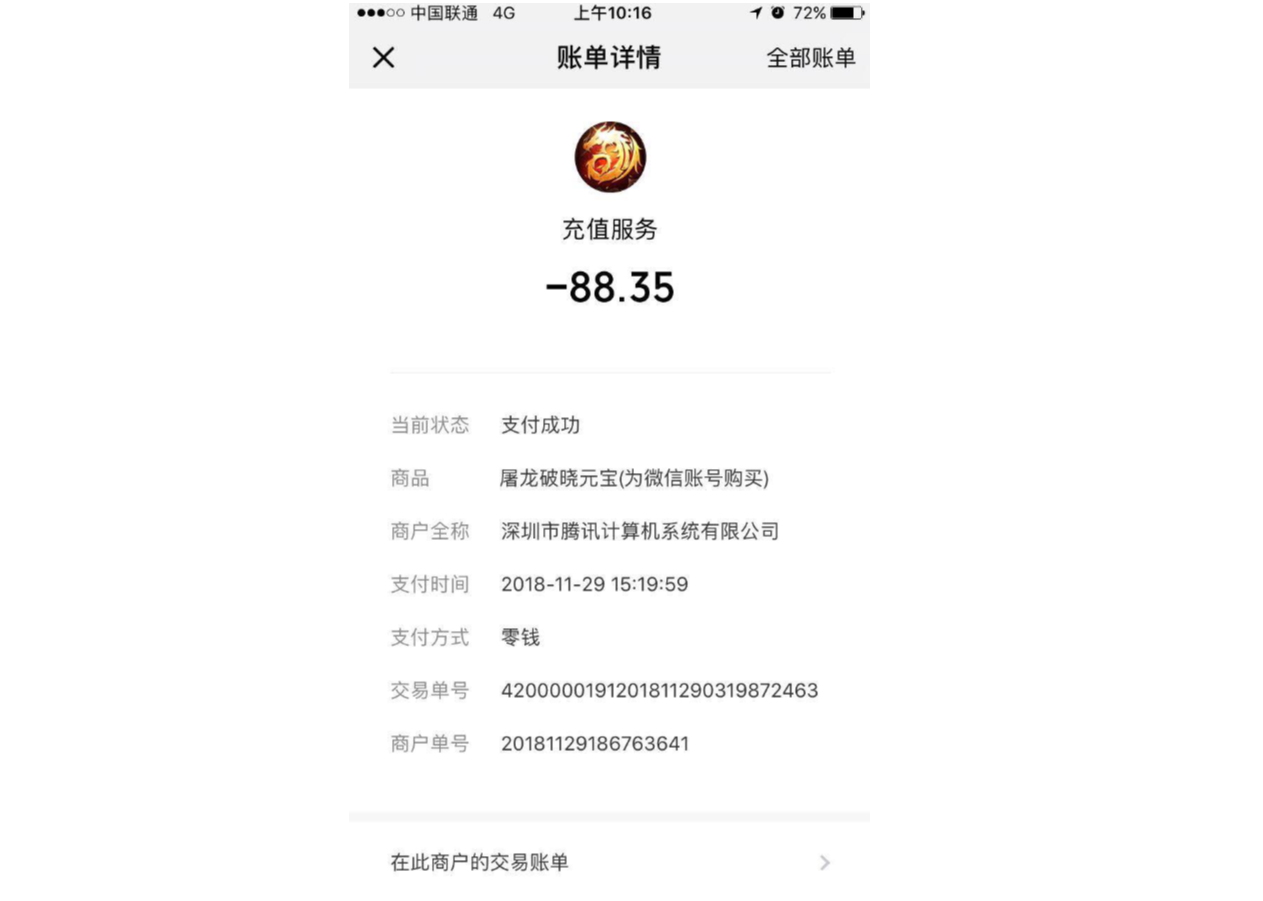 中国联通 4G 上午10:16 72%
账单详情 全部账单
充值服务
-88.35
当前状态 支付成功
商品 屠龙破晓元宝(为微信账号购买)
商户全称 深圳市腾讯计算机系统有限公司
支付时间 2018-11-29 15:19:59
支付方式 零钱
交易单号 4200000191201811290319872463
商户单号 20181129186763641
在此商户的交易账单